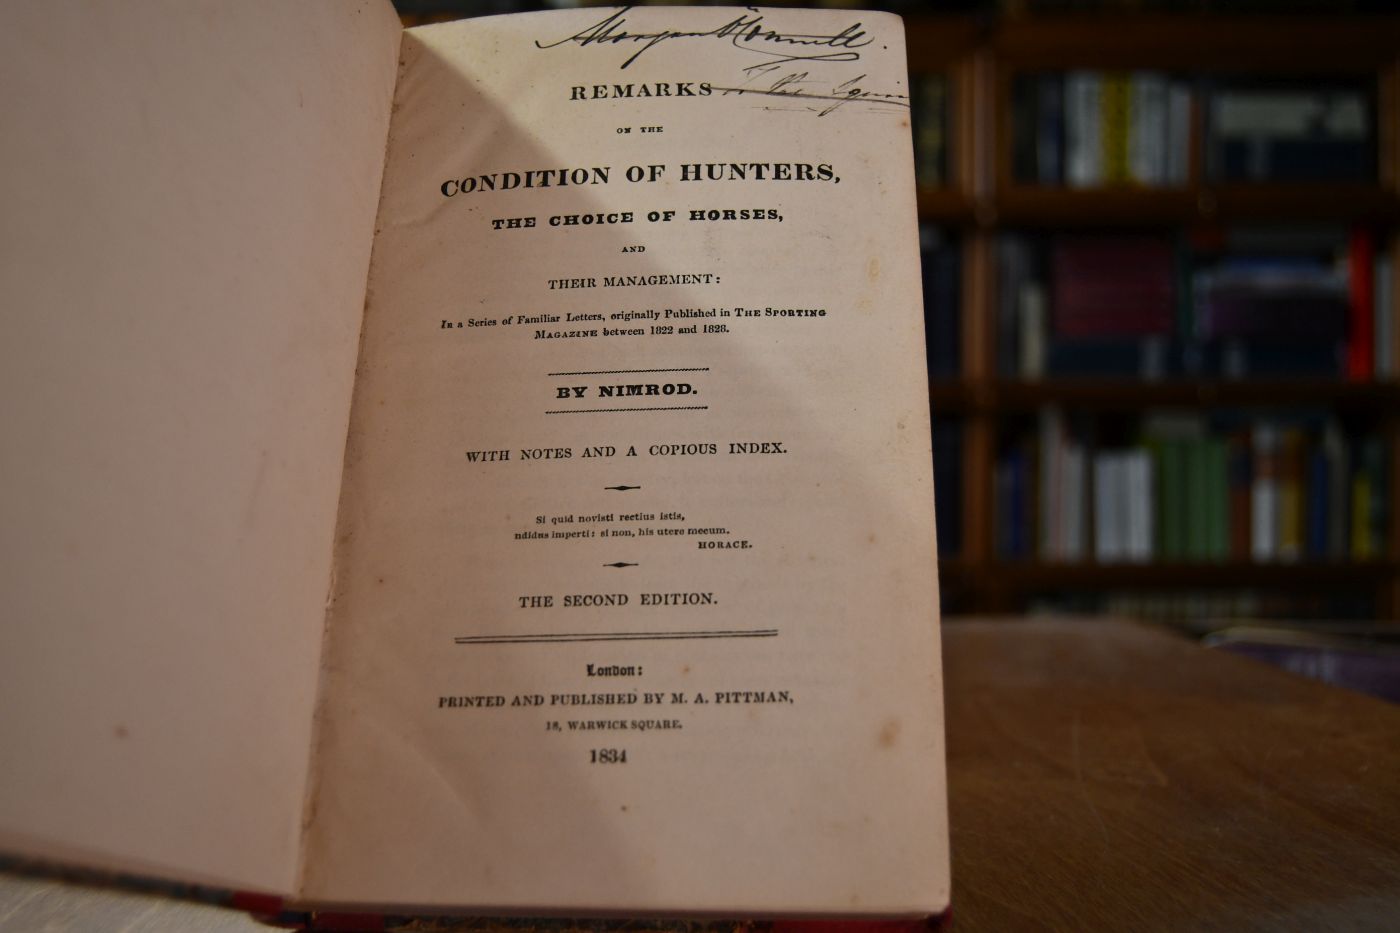 Morgan O'Connell.
REMARKS
ON THE
CONDITION OF HUNTERS,
THE CHOICE OF HORSES,
AND
THEIR MANAGEMENT:
In a Series of Familiar Letters, originally Published in THE SPORTING
MAGAZINE between 1822 and 1828.
BY NIMROD.
WITH NOTES AND A COPIOUS INDEX.
Si quid novisti rectius istis,
ndidus imperti: si non, his utere mecum.
HORACE.
THE SECOND EDITION.
London:
PRINTED AND PUBLISHED BY M. A. PITTMAN,
18, WARWICK SQUARE.
1834